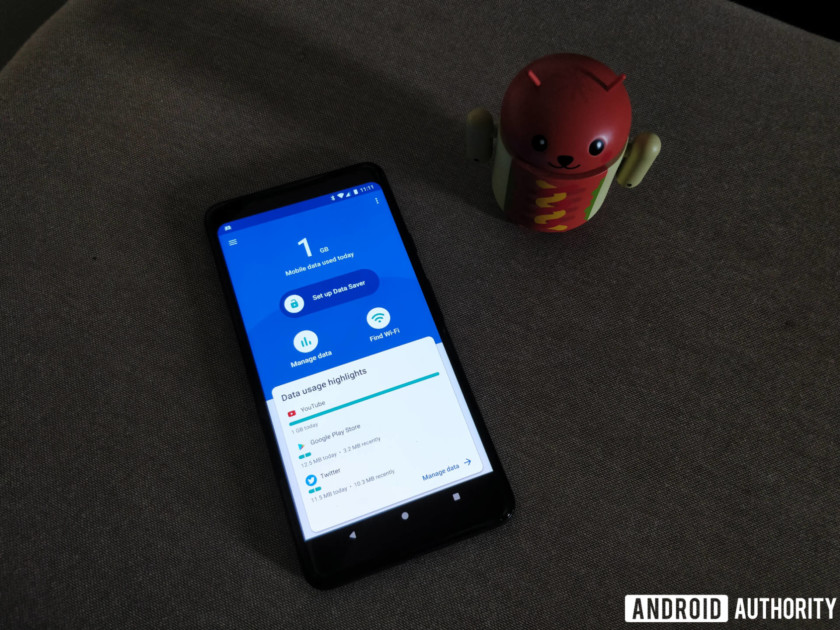 11:11
1 GB
Mobile data used today
Set up Data Saver
Manage data
Find Wi-Fi
Data usage highlights
YouTube
1 GB today
Google Play Store
12.5 MB today • 3.3 MB recently
Twitter
11.5 MB today • 10.3 MB recently
Manage data
ANDROID AUTHORITY